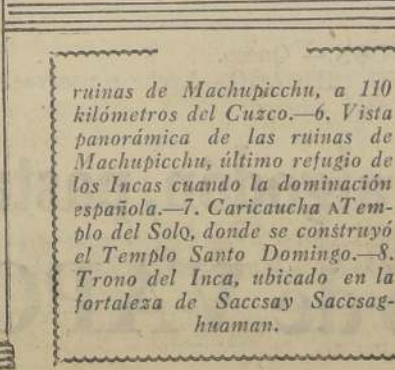 ruinas de Machupicchu, a 110
kilómetros del Cuzco.—6. Vista
panorámica de las ruinas de
Machupicchu, último refugio de
los Incas cuando la dominación
española.—7. Caricaucha ATem-
plo del SolQ, donde se construyó
el Templo Santo Domingo.—8.
Trono del Inca, ubicado en la
fortaleza de Saccsay Saccsag-
huaman.